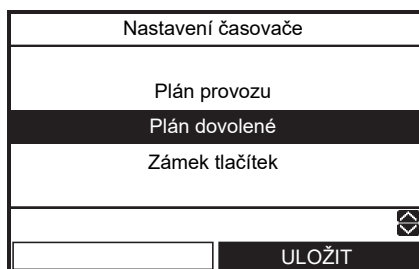 Nastavení časovače
Plán provozu
Plán dovolené
Zámek tlačítek
ULOŽIT